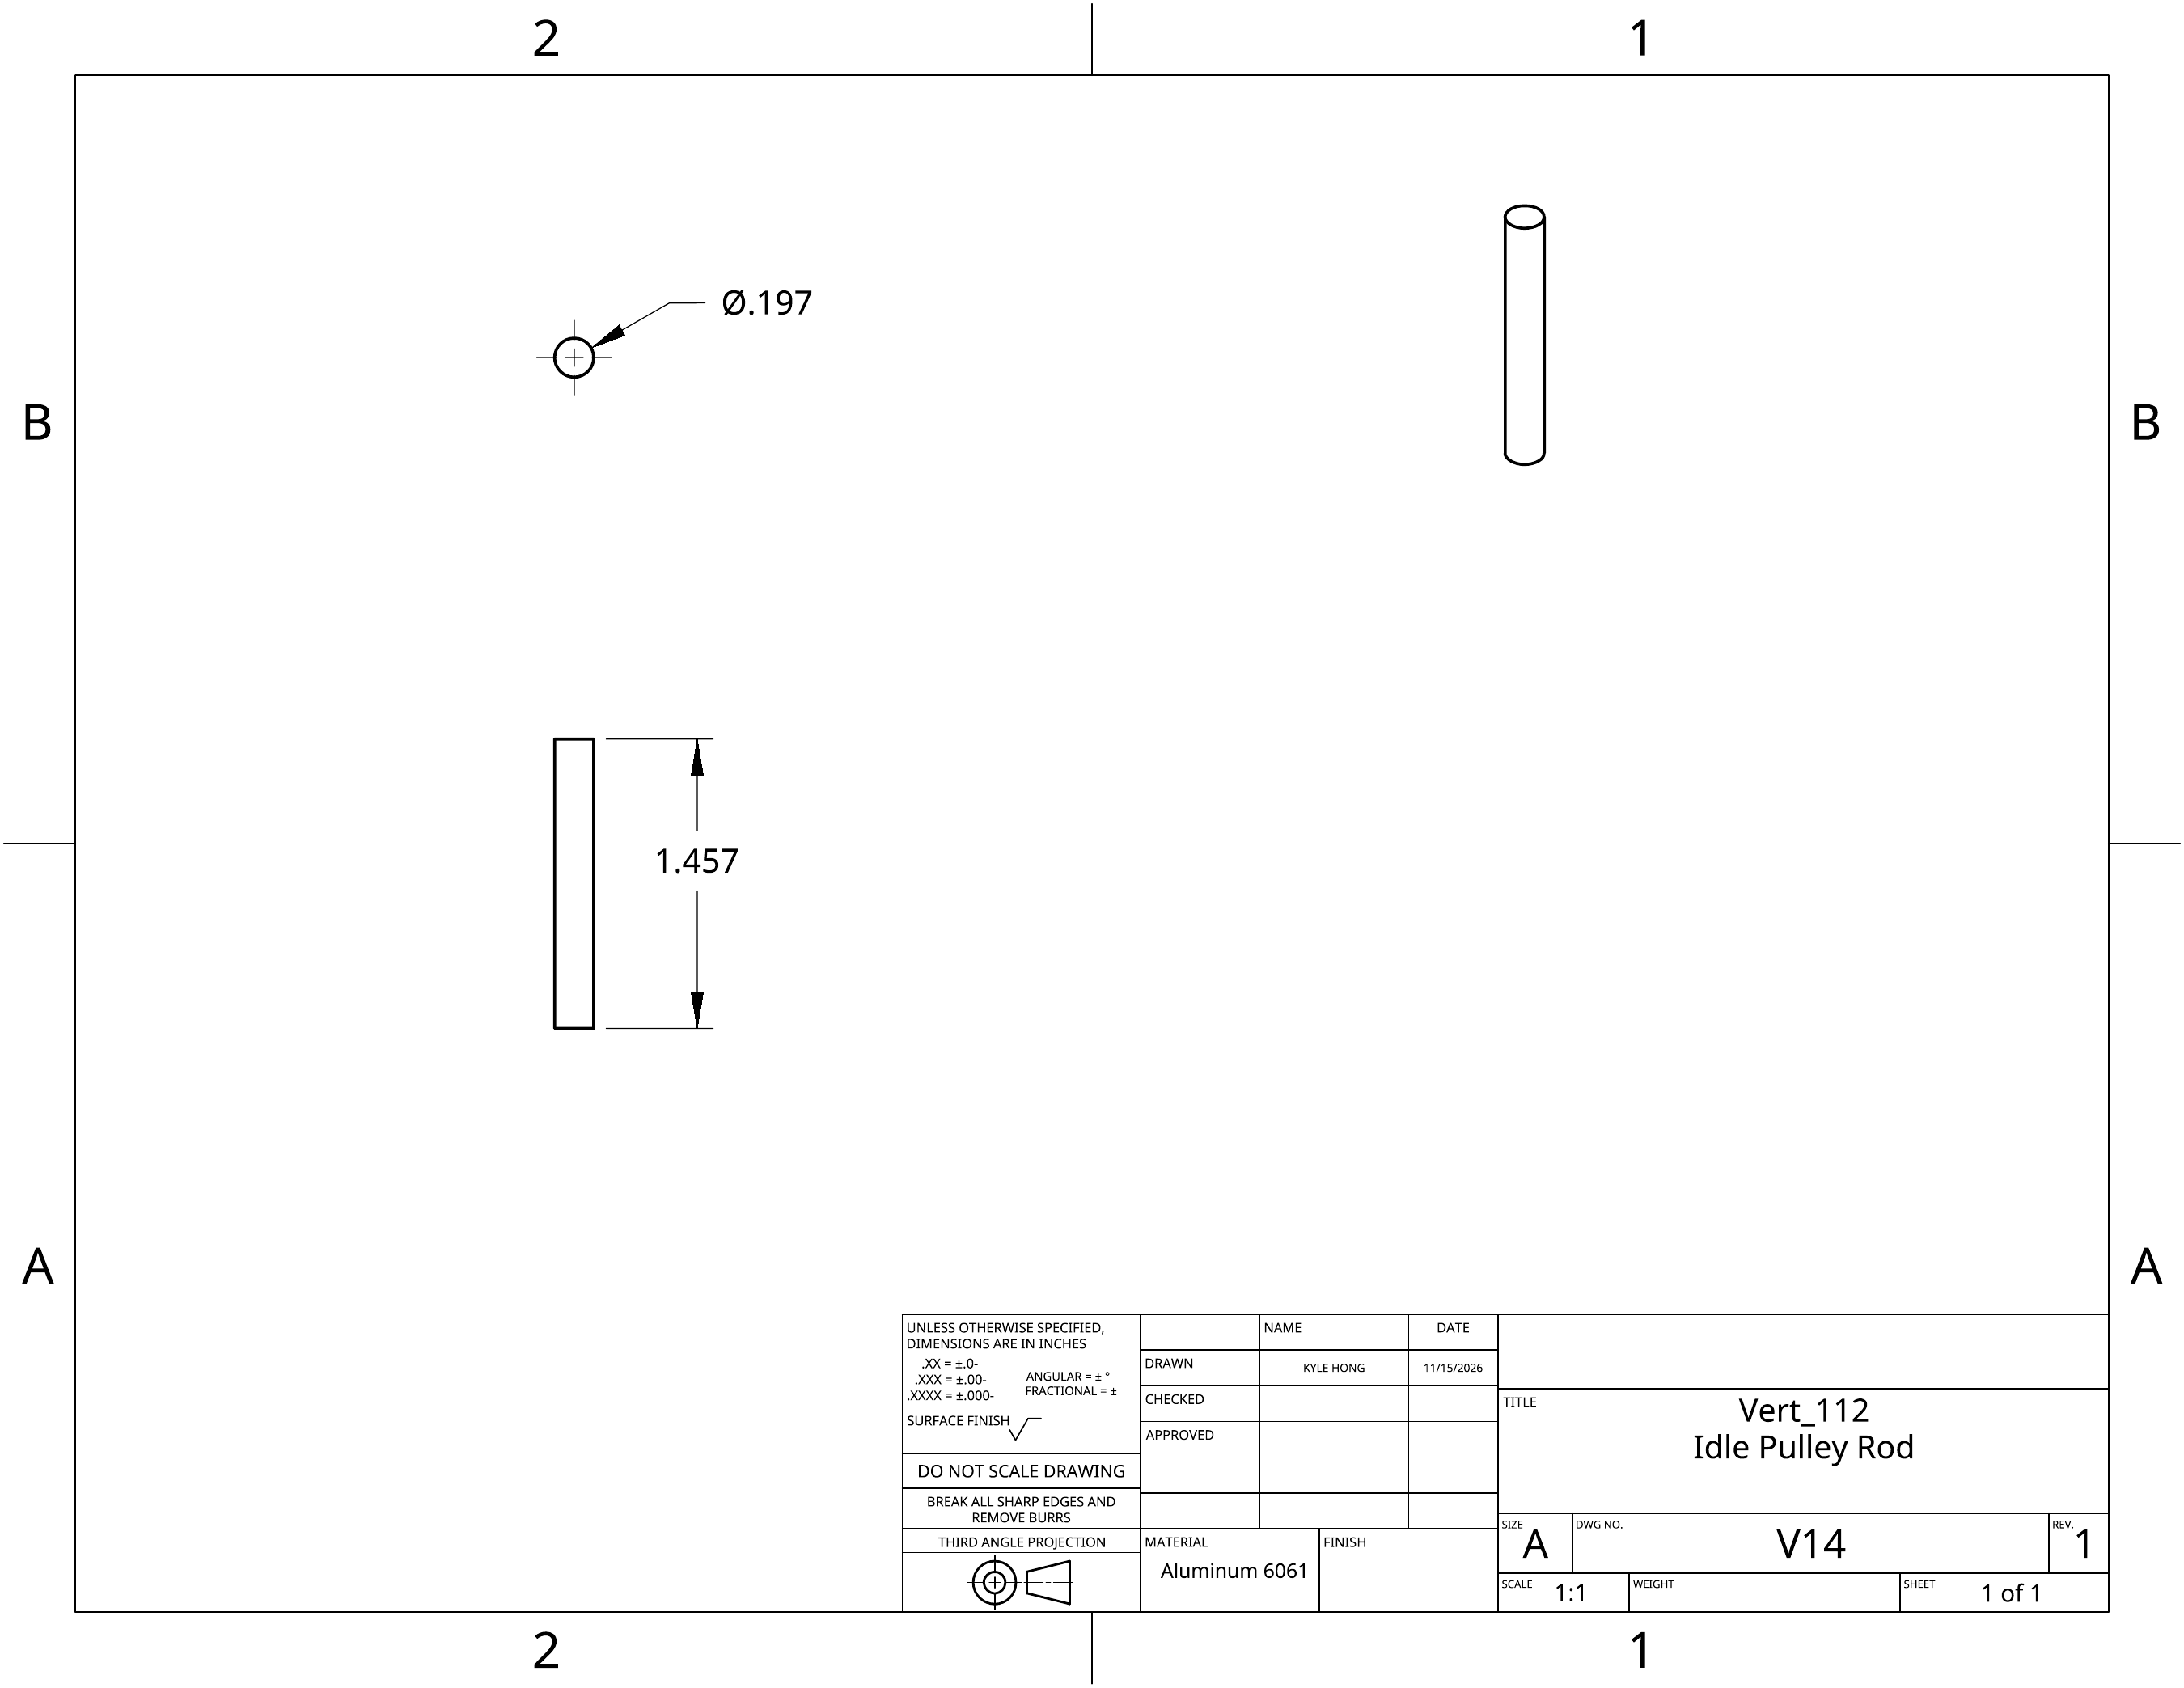 2
1
B
B
Ø.197
1.457
A
A
UNLESS OTHERWISE SPECIFIED,
DIMENSIONS ARE IN INCHES
.XX = ±.0-
.XXX = ±.00-
.XXXX = ±.000-
ANGULAR = ± °
FRACTIONAL = ±
SURFACE FINISH
DO NOT SCALE DRAWING
BREAK ALL SHARP EDGES AND
REMOVE BURRS
THIRD ANGLE PROJECTION
NAME
DATE
DRAWN
KYLE HONG
11/15/2026
CHECKED
APPROVED
MATERIAL
Aluminum 6061
FINISH
TITLE
Vert_112
Idle Pulley Rod
SIZE
A
DWG NO.
V14
REV.
1
SCALE
1:1
WEIGHT
SHEET
1 of 1
2
1